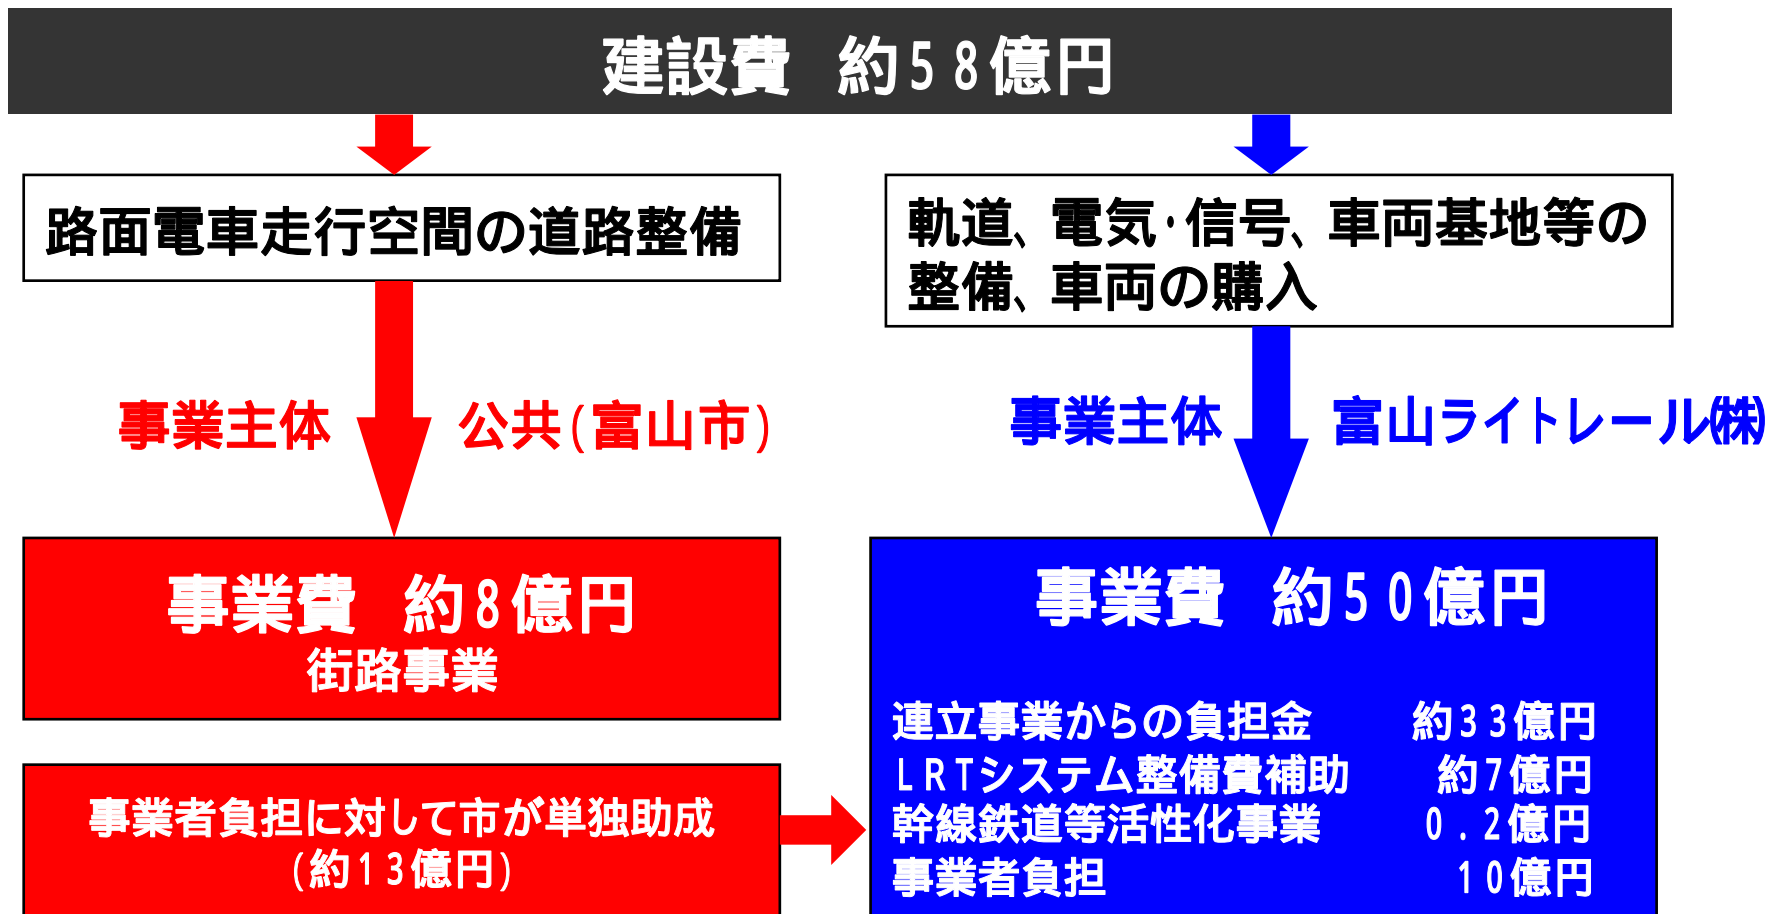 建設費　約58億円
路面電車走行空間の道路整備
軌道、電気・信号、車両基地等の
整備、車両の購入
事業主体　公共(富山市)
事業主体　富山ライトレール㈱
事業費　約8億円
街路事業
事業者負担に対して市が単独助成
(約13億円)
事業費　約50億円
連立事業からの負担金　約33億円
LRTシステム整備費補助　約7億円
幹線鉄道等活性化事業　0.2億円
事業者負担　10億円